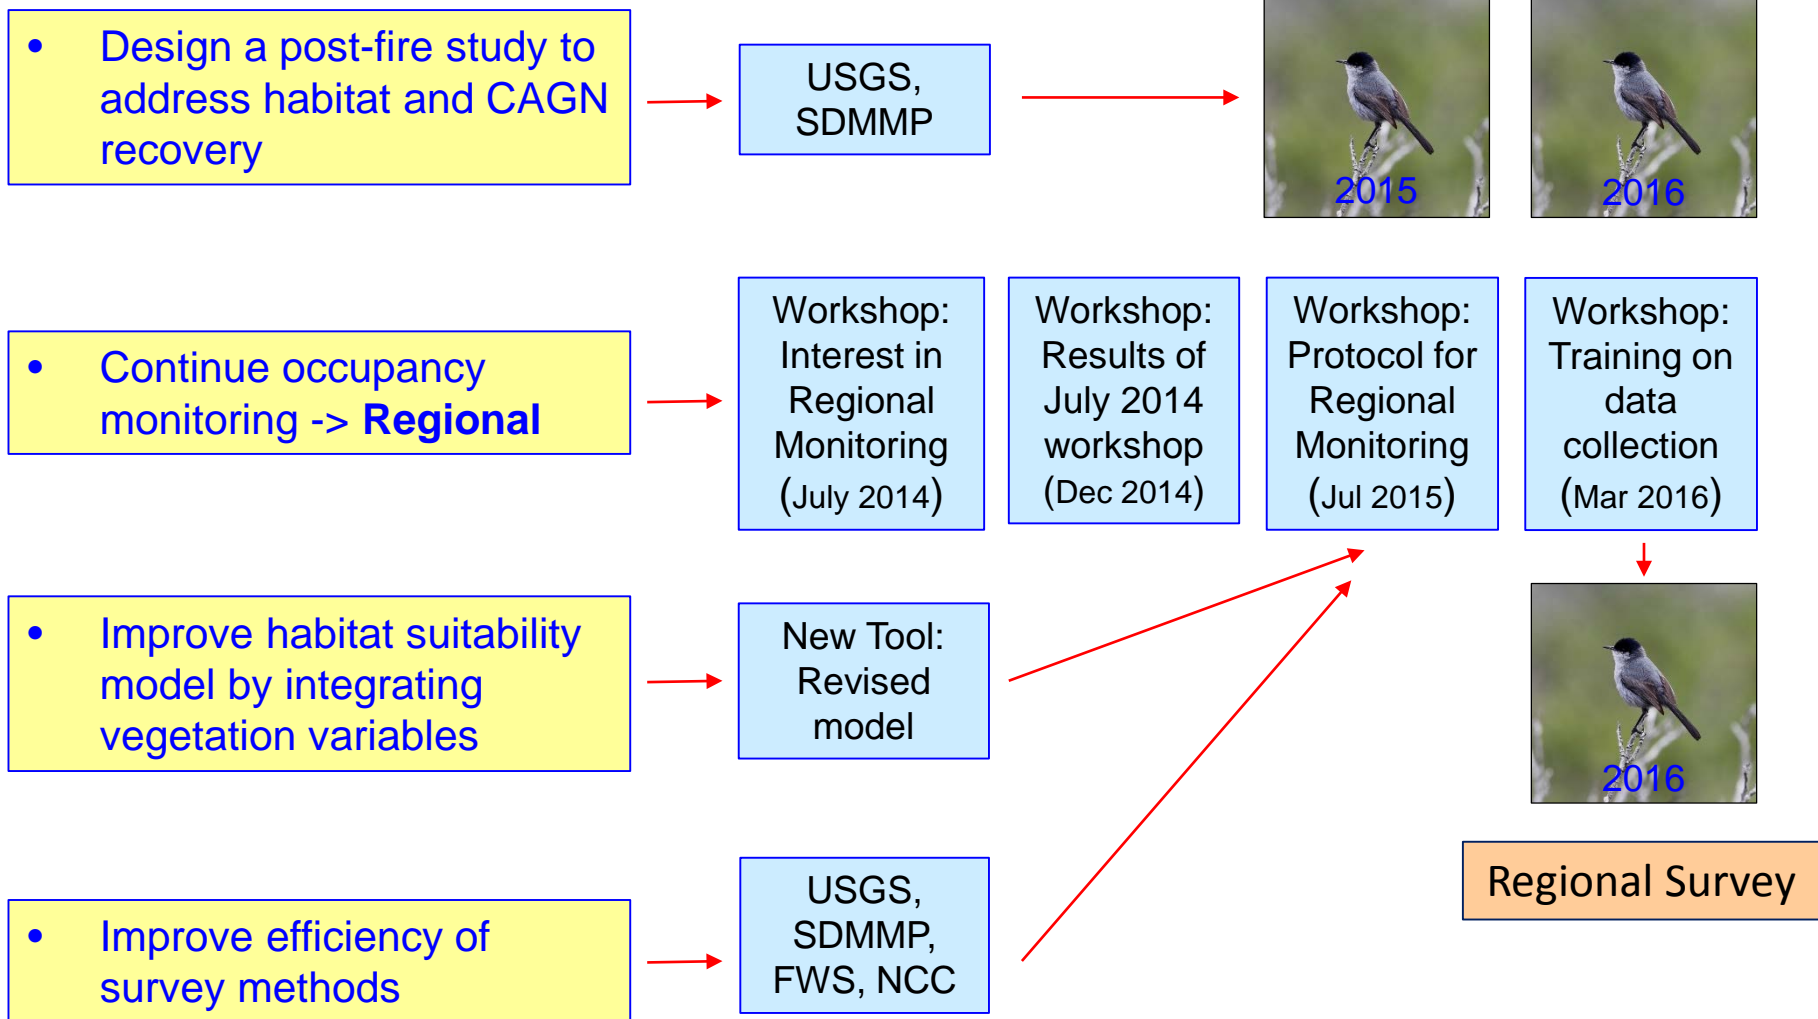 • Design a post-fire study to
address habitat and CAGN
recovery
USGS,
SDMMP
2015
2016
• Continue occupancy
monitoring -> Regional
Workshop:
Interest in
Regional
Monitoring
(July 2014)
Workshop:
Results of
July 2014
workshop
(Dec 2014)
Workshop:
Protocol for
Regional
Monitoring
(Jul 2015)
Workshop:
Training on
data
collection
(Mar 2016)
• Improve habitat suitability
model by integrating
vegetation variables
New Tool:
Revised
model
2016
Regional Survey
• Improve efficiency of
survey methods
USGS,
SDMMP,
FWS, NCC